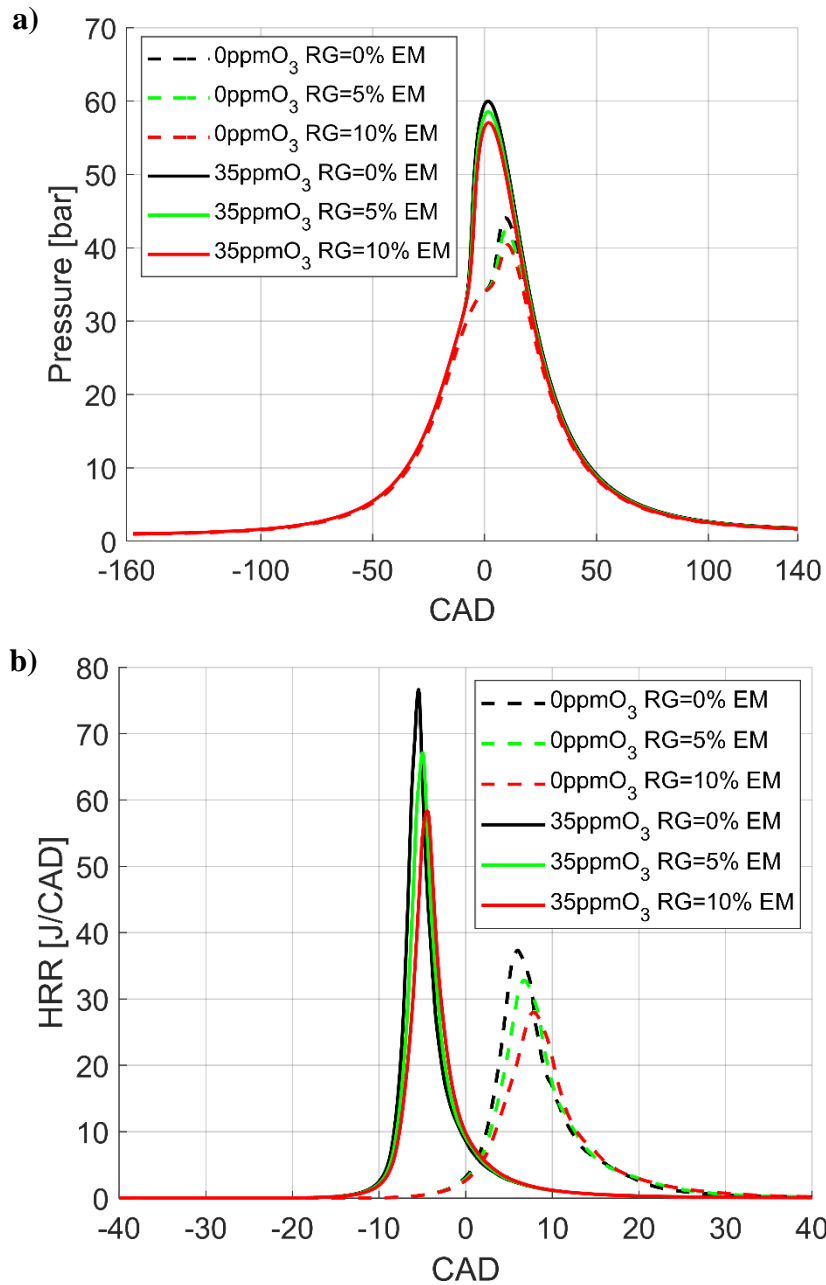 a)
70
60
50
40
30
20
10
0
Pressure [bar]
0ppmO3 RG=0% EM
0ppmO3 RG=5% EM
0ppmO3 RG=10% EM
35ppmO3 RG=0% EM
35ppmO3 RG=5% EM
35ppmO3 RG=10% EM
-160 -100 -50 0 50 100 140
CAD
b)
80
70
60
50
40
30
20
10
0
HRR [J/CAD]
0ppmO3 RG=0% EM
0ppmO3 RG=5% EM
0ppmO3 RG=10% EM
35ppmO3 RG=0% EM
35ppmO3 RG=5% EM
35ppmO3 RG=10% EM
-40 -30 -20 -10 0 10 20 30 40
CAD